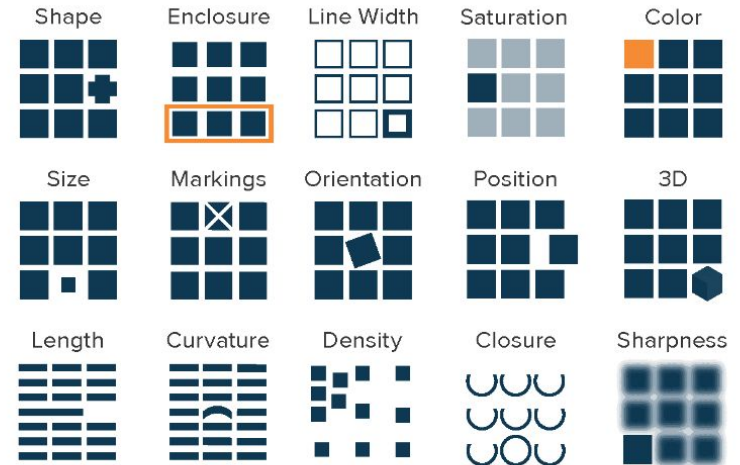 Shape
Enclosure
Line Width
Saturation
Color
Size
Markings
Orientation
Position
3D
Length
Curvature
Density
Closure
Sharpness